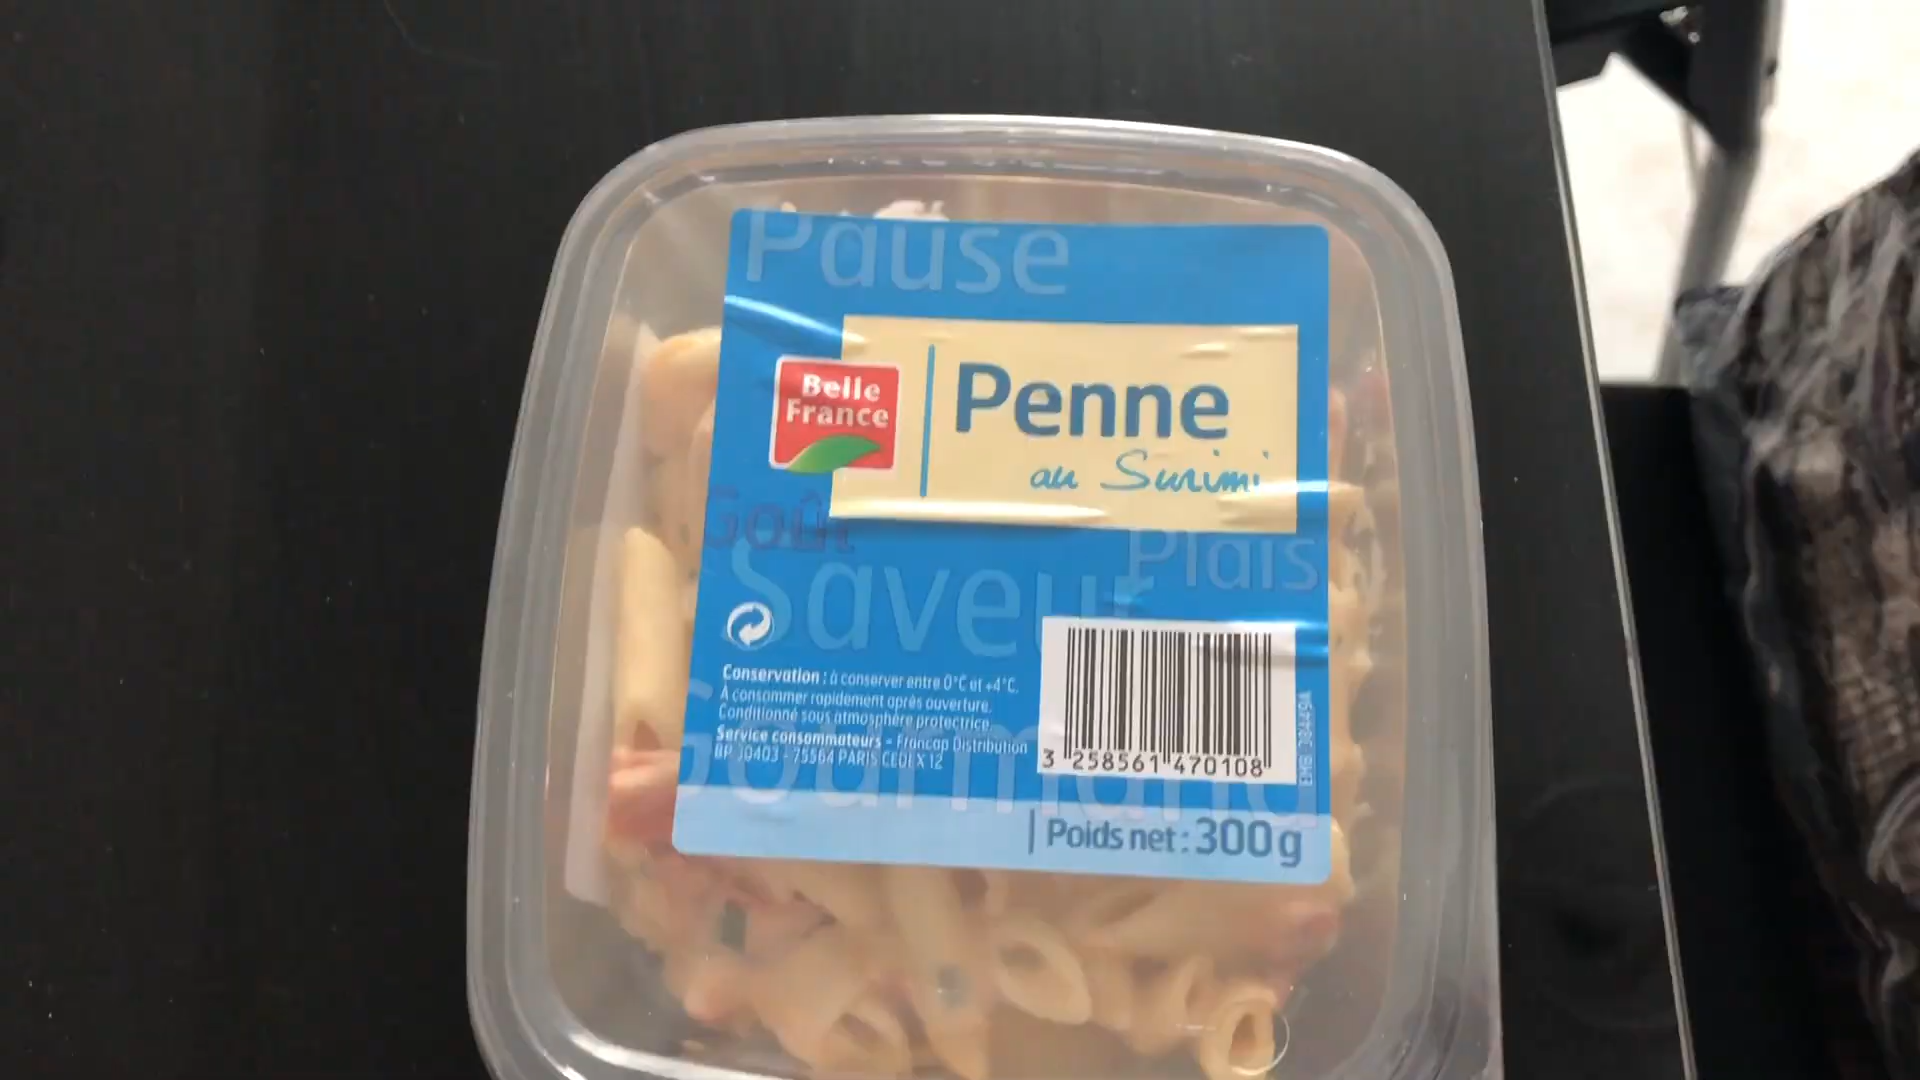 Pause
Belle
France
Penne
au Surimi
Goût
Plais
Saveur
Conservation : à conserver entre 0°C et +4°C.
À consommer rapidement après ouverture.
Conditionné sous atmosphère protectrice.
Service consommateurs - Francap Distribution
BP 30403 - 75564 PARIS CEDEX 12
3 258561 470108
EMB 38449A
Gourmand
Poids net : 300g